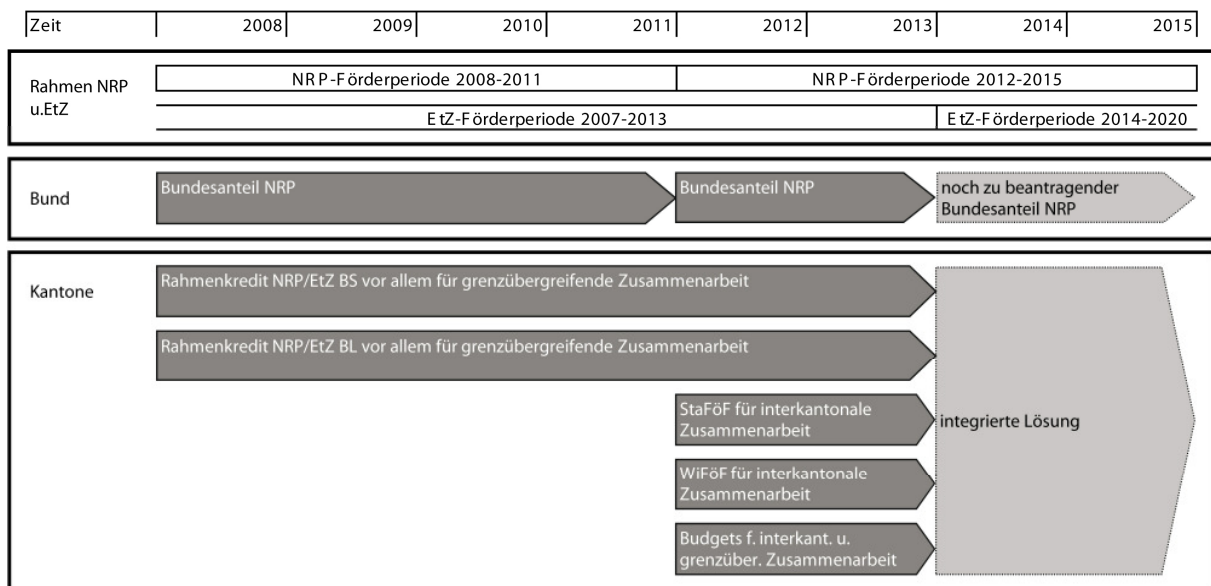 Zeit 2008 2009 2010 2011 2012 2013 2014 2015
Rahmen NRP
u.EtZ
NRP-Förderperiode 2008-2011 NRP-Förderperiode 2012-2015
EtZ-Förderperiode 2007-2013 EtZ-Förderperiode 2014-2020
Bund
Bundesanteil NRP
Bundesanteil NRP
noch zu beantragender
Bundesanteil NRP
Kantone
Rahmenkredit NRP/EtZ BS vor allem für grenzübergreifende Zusammenarbeit
Rahmenkredit NRP/EtZ BL vor allem für grenzübergreifende Zusammenarbeit
StaFöF für interkantonale
Zusammenarbeit
WiFöF für interkantonale
Zusammenarbeit
Budgets f. interkant. u.
grenzüber. Zusammenarbeit
integrierte Lösung